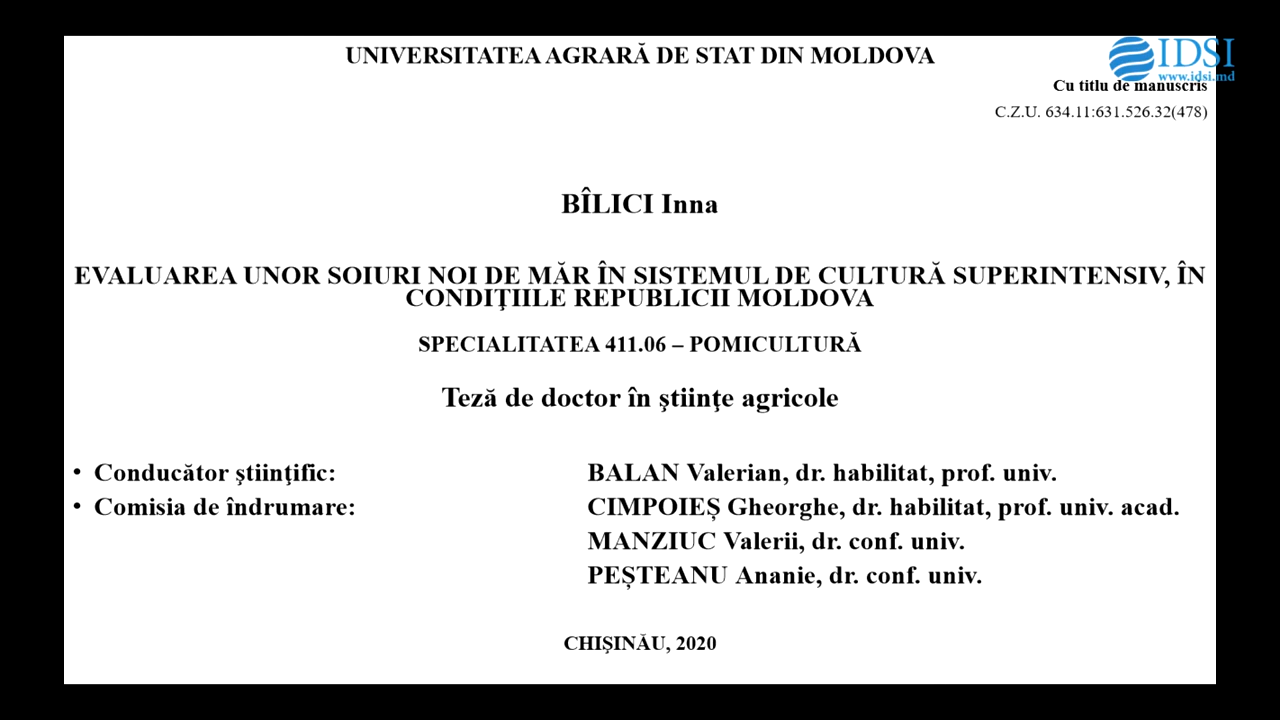 UNIVERSITATEA AGRARĂ DE STAT DIN MOLDOVA
IDSI
www.idsi.md
Cu titlu de manuscris
C.Z.U. 634.11:631.526.32(478)
BÎLICI Inna
EVALUAREA UNOR SOIURI NOI DE MĂR ÎN SISTEMUL DE CULTURĂ SUPERINTENSIV, ÎN
CONDIŢIILE REPUBLICII MOLDOVA
SPECIALITATEA 411.06 – POMICULTURĂ
Teză de doctor în ştiinţe agricole
• Conducător ştiinţific: BALAN Valerian, dr. habilitat, prof. univ.
• Comisia de îndrumare: CIMPOIEȘ Gheorghe, dr. habilitat, prof. univ. acad.
MANZIUC Valerii, dr. conf. univ.
PEȘTEANU Ananie, dr. conf. univ.
CHIŞINĂU, 2020